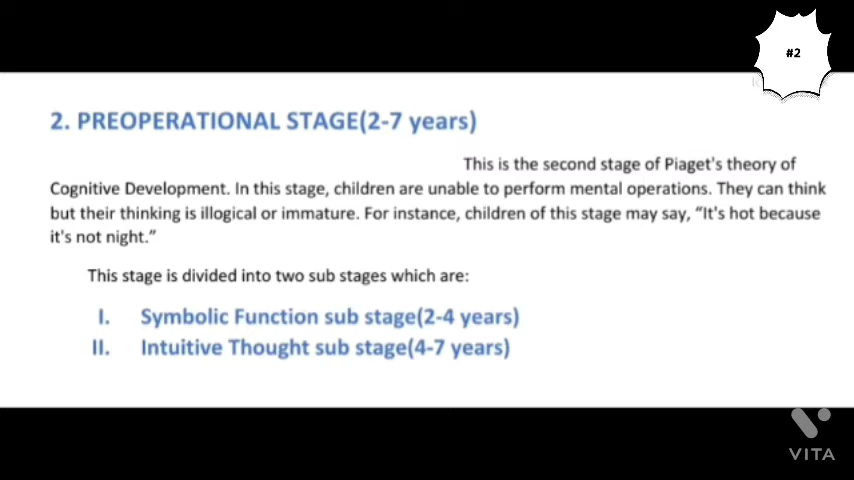 #2
2. PREOPERATIONAL STAGE(2-7 years)
This is the second stage of Piaget's theory of
Cognitive Development. In this stage, children are unable to perform mental operations. They can think
but their thinking is illogical or immature. For instance, children of this stage may say, “It's hot because
it's not night.”
This stage is divided into two sub stages which are:
I. Symbolic Function sub stage(2-4 years)
II. Intuitive Thought sub stage(4-7 years)
VITA